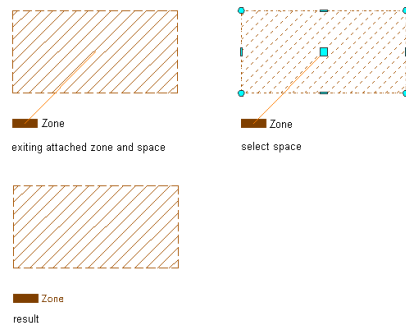 Zone
exiting attached zone and space
Zone
select space
Zone
result